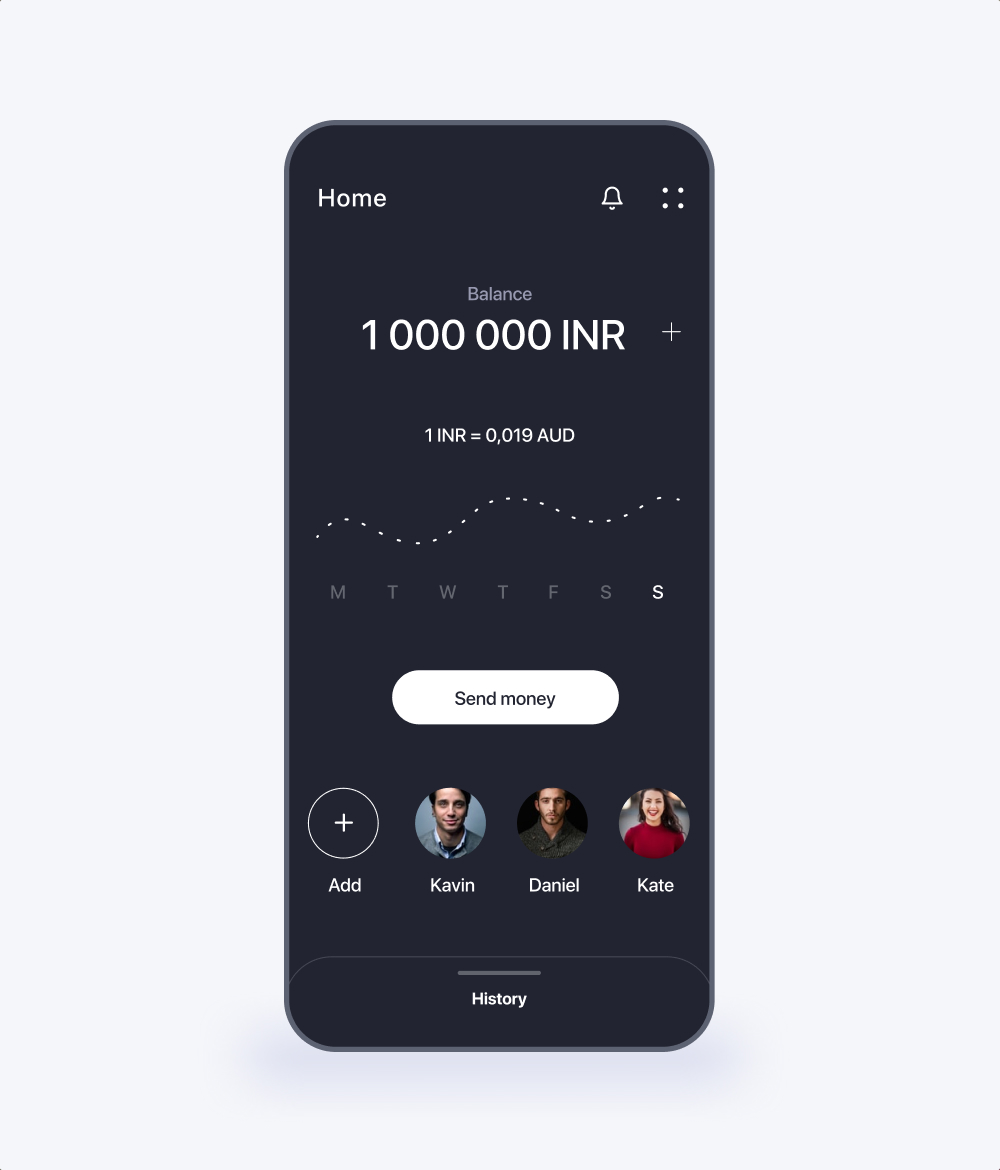 Home
Balance
1 000 000 INR
1 INR = 0,019 AUD
M T W T F S S
Send money
Add Kavin Daniel Kate
History